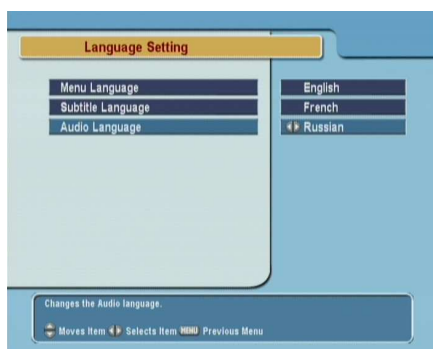 Language Setting
Menu Language English
Subtitle Language French
Audio Language Russian
Changes the Audio language.
Moves Item Selects Item MENU Previous Menu